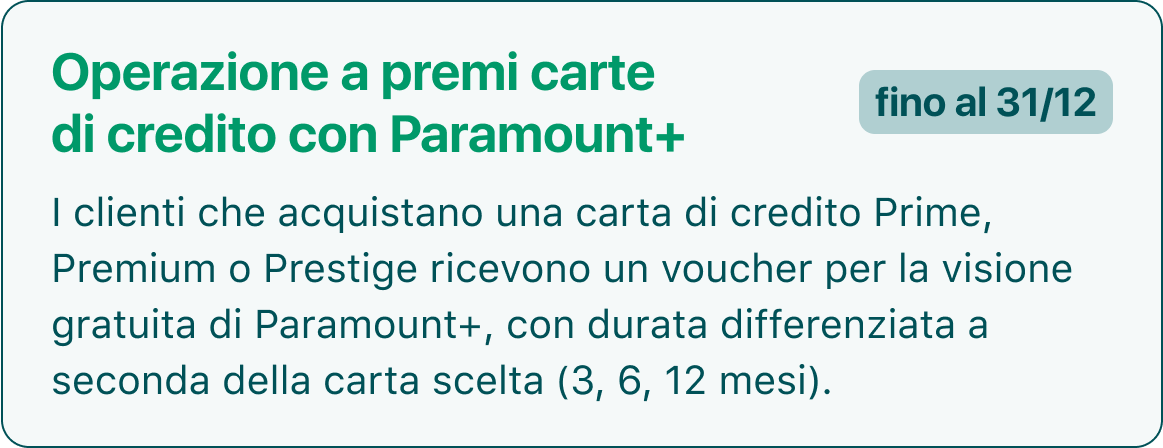 Operazione a premi carte
di credito con Paramount+
fino al 31/12
I clienti che acquistano una carta di credito Prime,
Premium o Prestige ricevono un voucher per la visione
gratuita di Paramount+, con durata differenziata a
seconda della carta scelta (3, 6, 12 mesi).